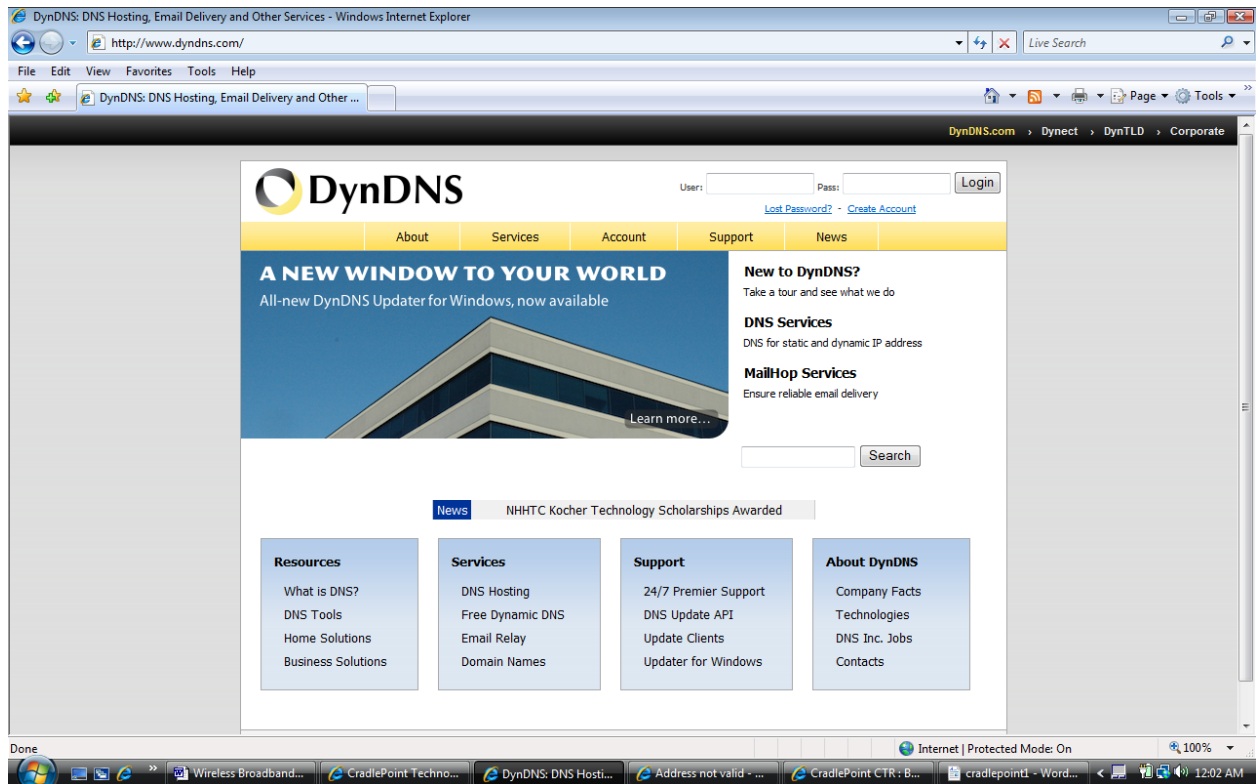 DynDNS: DNS Hosting, Email Delivery and Other Services - Windows Internet Explorer
http://www.dyndns.com/
Live Search
File Edit View Favorites Tools Help
DynDNS: DNS Hosting, Email Delivery and Other ...
Page Tools
DynDNS.com › Dynect › DynTLD › Corporate
DynDNS
User: Pass: Login
Lost Password? - Create Account
About Services Account Support News
A NEW WINDOW TO YOUR WORLD
All-new DynDNS Updater for Windows, now available
Learn more...
New to DynDNS?
Take a tour and see what we do
DNS Services
DNS for static and dynamic IP address
MailHop Services
Ensure reliable email delivery
Search
News NHHTC Kocher Technology Scholarships Awarded
Resources
What is DNS?
DNS Tools
Home Solutions
Business Solutions
Services
DNS Hosting
Free Dynamic DNS
Email Relay
Domain Names
Support
24/7 Premier Support
DNS Update API
Update Clients
Updater for Windows
About DynDNS
Company Facts
Technologies
DNS Inc. Jobs
Contacts
Done Internet | Protected Mode: On 100%
Wireless Broadband... CradlePoint Techno... DynDNS: DNS Hosti... Address not valid - ... CradlePoint CTR : B... cradlepoint1 - Word... 12:02 AM